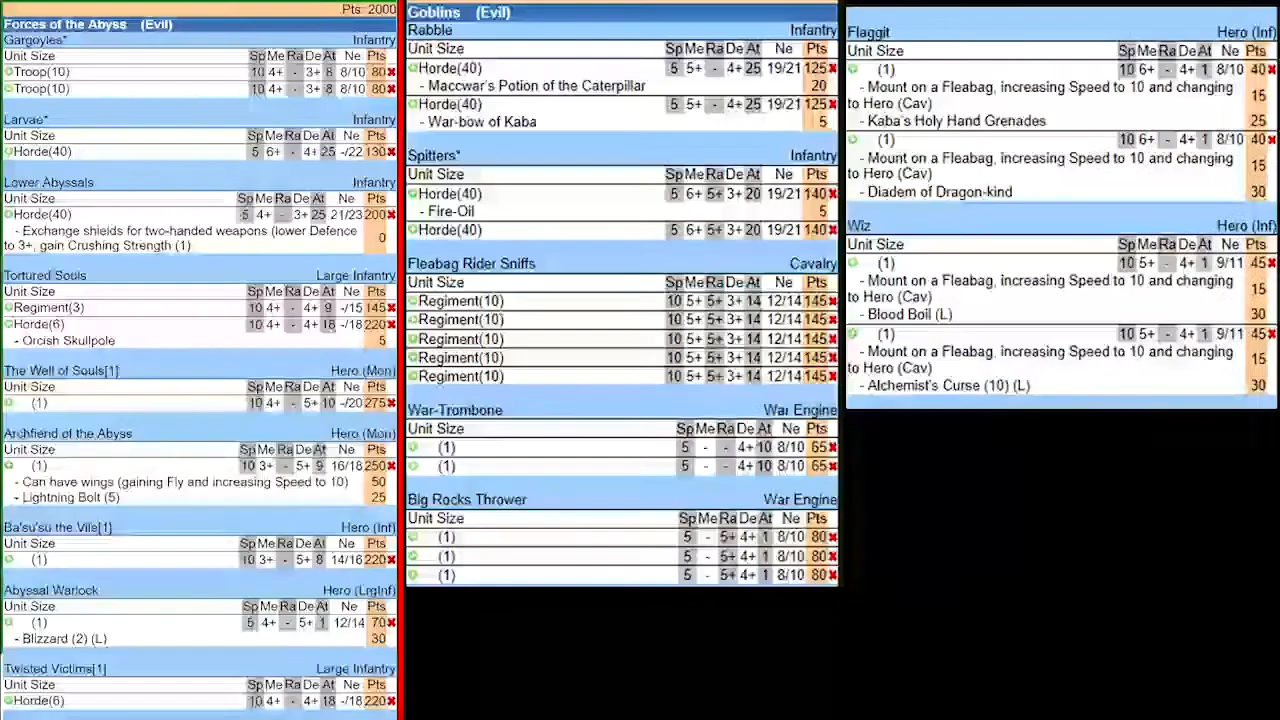 Pts: 2000
Forces of the Abyss (Evil)
Gargoyles* Infantry
Unit Size Sp Me Ra De At Ne Pts
Troop(10) 10 4+ - 3+ 8 8/10 80
Troop(10) 10 4+ - 3+ 8 8/10 80
Larvae* Infantry
Unit Size Sp Me Ra De At Ne Pts
Horde(40) 5 6+ - 4+ 25 -/22 130
Lower Abyssals Infantry
Unit Size Sp Me Ra De At Ne Pts
Horde(40) 5 4+ - 3+ 25 21/23 200
- Exchange shields for two-handed weapons (lower Defence
to 3+, gain Crushing Strength (1) 0
Tortured Souls Large Infantry
Unit Size Sp Me Ra De At Ne Pts
Regiment(3) 10 4+ - 4+ 9 -/15 145
Horde(6) 10 4+ - 4+ 18 -/18 220
- Orcish Skullpole 5
The Well of Souls[1] Hero (Mon)
Unit Size Sp Me Ra De At Ne Pts
(1) 10 4+ - 5+ 10 -/20 275
Archfiend of the Abyss Hero (Mon)
Unit Size Sp Me Ra De At Ne Pts
(1) 10 3+ - 5+ 9 16/18 250
- Can have wings (gaining Fly and increasing Speed to 10) 50
- Lightning Bolt (5) 25
Ba'su'su the Vile[1] Hero (Inf)
Unit Size Sp Me Ra De At Ne Pts
(1) 10 3+ - 5+ 8 14/16 220
Abyssal Warlock Hero (LrgInf)
Unit Size Sp Me Ra De At Ne Pts
(1) 5 4+ - 5+ 1 12/14 70
- Blizzard (2) (L) 30
Twisted Victims[1] Large Infantry
Unit Size Sp Me Ra De At Ne Pts
Horde(6) 10 4+ - 4+ 18 -/18 220
Goblins (Evil)
Rabble Infantry
Unit Size Sp Me Ra De At Ne Pts
Horde(40) 5 5+ - 4+ 25 19/21 125
- Maccwar's Potion of the Caterpillar 20
Horde(40) 5 5+ - 4+ 25 19/21 125
- War-bow of Kaba 5
Spitters* Infantry
Unit Size Sp Me Ra De At Ne Pts
Horde(40) 5 6+ 5+ 3+ 20 19/21 140
- Fire-Oil 5
Horde(40) 5 6+ 5+ 3+ 20 19/21 140
Fleabag Rider Sniffs Cavalry
Unit Size Sp Me Ra De At Ne Pts
Regiment(10) 10 5+ 5+ 3+ 14 12/14 145
Regiment(10) 10 5+ 5+ 3+ 14 12/14 145
Regiment(10) 10 5+ 5+ 3+ 14 12/14 145
Regiment(10) 10 5+ 5+ 3+ 14 12/14 145
Regiment(10) 10 5+ 5+ 3+ 14 12/14 145
War-Trombone War Engine
Unit Size Sp Me Ra De At Ne Pts
(1) 5 - - 4+ 10 8/10 65
(1) 5 - - 4+ 10 8/10 65
Big Rocks Thrower War Engine
Unit Size Sp Me Ra De At Ne Pts
(1) 5 - 5+ 4+ 1 8/10 80
(1) 5 - 5+ 4+ 1 8/10 80
(1) 5 - 5+ 4+ 1 8/10 80
Flaggit Hero (Inf)
Unit Size Sp Me Ra De At Ne Pts
(1) 10 6+ - 4+ 1 8/10 40
- Mount on a Fleabag, increasing Speed to 10 and changing
to Hero (Cav) 15
- Kaba's Holy Hand Grenades 25
(1) 10 6+ - 4+ 1 8/10 40
- Mount on a Fleabag, increasing Speed to 10 and changing
to Hero (Cav) 15
- Diadem of Dragon-kind 30
Wiz Hero (Inf)
Unit Size Sp Me Ra De At Ne Pts
(1) 10 5+ - 4+ 1 9/11 45
- Mount on a Fleabag, increasing Speed to 10 and changing
to Hero (Cav) 15
- Blood Boil (L) 30
(1) 10 5+ - 4+ 1 9/11 45
- Mount on a Fleabag, increasing Speed to 10 and changing
to Hero (Cav) 15
- Alchemist's Curse (10) (L) 30